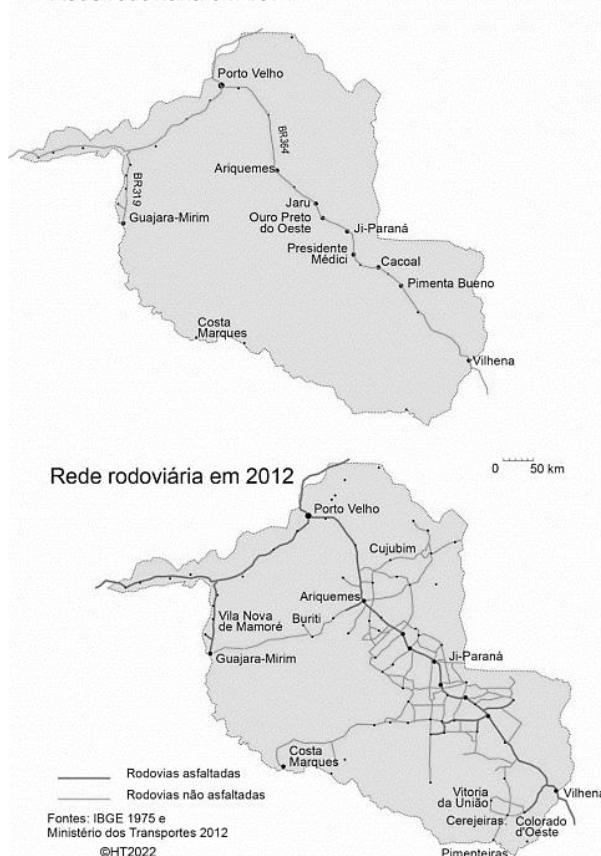 Porto Velho
BR364
Ariquemes
BR319
Jaru
Guajara-Mirim
Ouro Preto
do Oeste
Ji-Paraná
Presidente
Médici
Cacoal
Pimenta Bueno
Costa
Marques
Vilhena
0 50 km
Rede rodoviária em 2012
Porto Velho
Cujubim
Ariquemes
Vila Nova
de Mamoré
Buriti
Guajara-Mirim
Ji-Paraná
Costa
Marques
Rodovias asfaltadas
Rodovias não asfaltadas
Vitoria
da União
Vilhena
Cerejeiras
Colorado
d'Oeste
Pimenteiras
Fontes: IBGE 1975 e
Ministério dos Transportes 2012
©HT2022